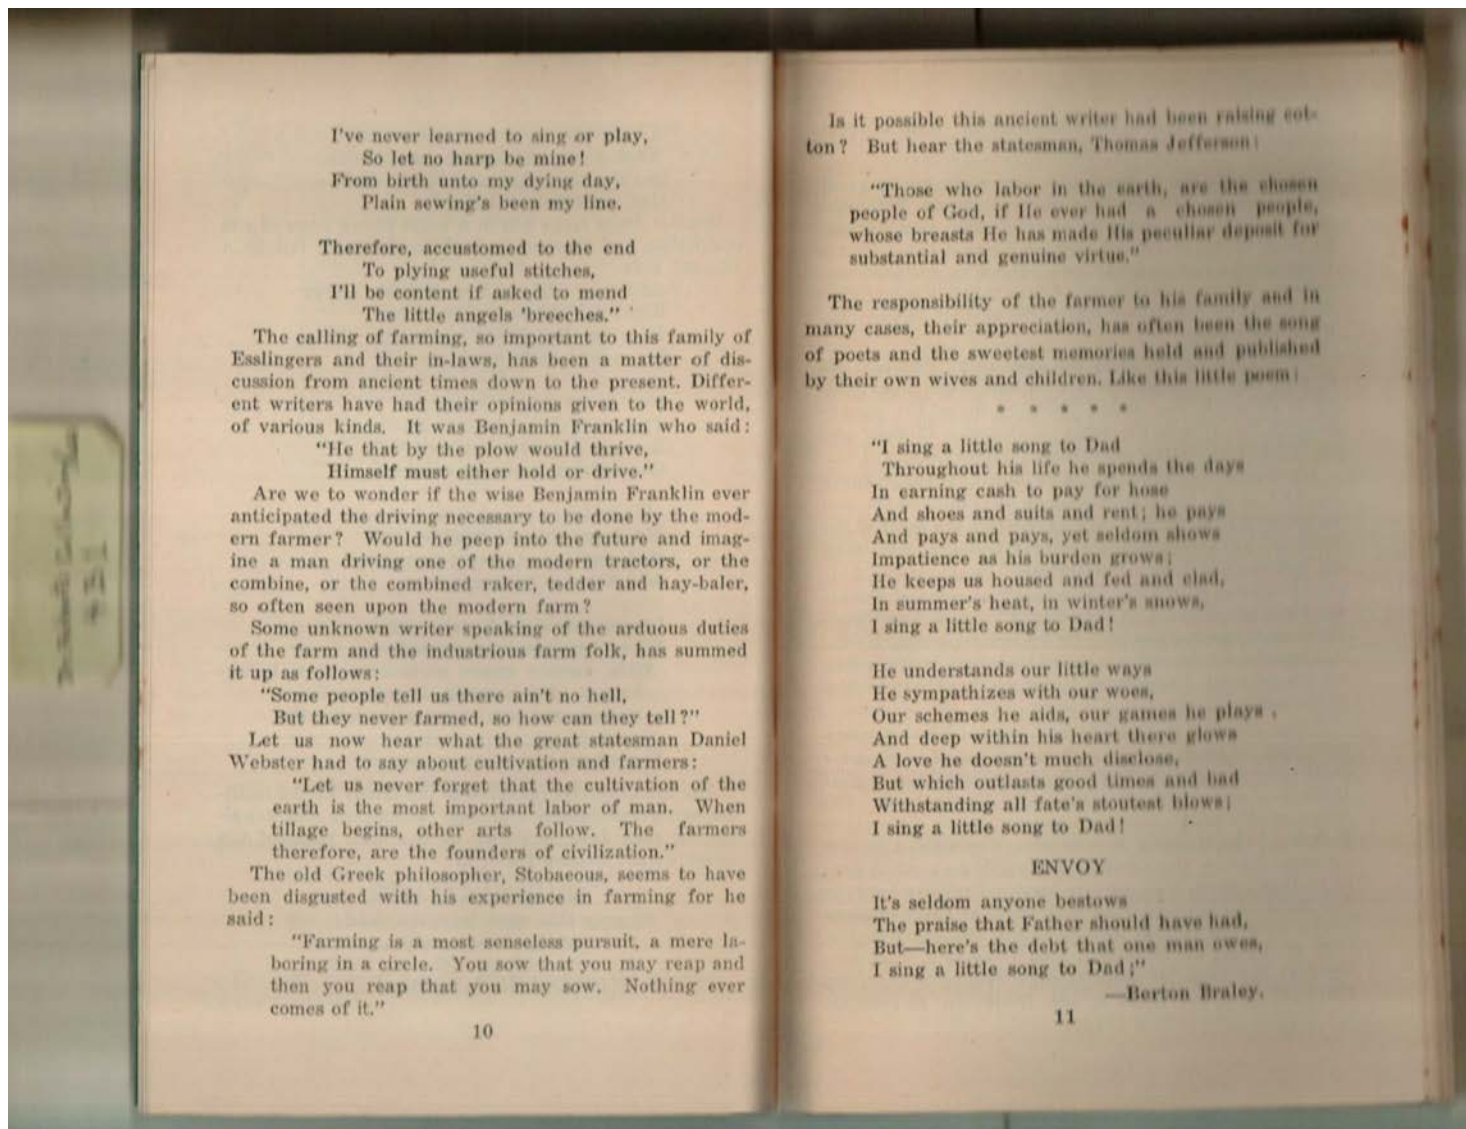 I've never learned to sing or play,
So let no harp be mine!
From birth unto my dying day,
Plain sewing's been my line.
Therefore, accustomed to the end
To plying useful stitches,
I'll be content if asked to mend
The little angels 'breeches."
The calling of farming, so important to this family of
Esslingers and their in-laws, has been a matter of dis-
cussion from ancient times down to the present. Differ-
ent writers have had their opinions given to the world,
of various kinds. It was Benjamin Franklin who said:
"He that by the plow would thrive,
Himself must either hold or drive."
Are we to wonder if the wise Benjamin Franklin ever
anticipated the driving necessary to be done by the mod-
ern farmer? Would he peep into the future and imag-
ine a man driving one of the modern tractors, or the
combine, or the combined raker, tedder and hay-baler,
so often seen upon the modern farm?
Some unknown writer speaking of the arduous duties
of the farm and the industrious farm folk, has summed
it up as follows:
"Some people tell us there ain't no hell,
But they never farmed, so how can they tell?"
Let us now hear what the great statesman Daniel
Webster had to say about cultivation and farmers:
"Let us never forget that the cultivation of the
earth is the most important labor of man. When
tillage begins, other arts follow. The farmers
therefore, are the founders of civilization."
The old Greek philosopher, Stobaeous, seems to have
been disgusted with his experience in farming for he
said:
"Farming is a most senseless pursuit, a mere la-
boring in a circle. You sow that you may reap and
then you reap that you may sow. Nothing ever
comes of it."
10
Is it possible this ancient writer had been raising cot-
ton? But hear the statesman, Thomas Jefferson:
"Those who labor in the earth, are the chosen
people of God, if He ever had a chosen people,
whose breasts He has made His peculiar deposit for
substantial and genuine virtue."
The responsibility of the farmer to his family and in
many cases, their appreciation, has often been the song
of poets and the sweetest memories held and published
by their own wives and children. Like this little poem:
* * * * *
"I sing a little song to Dad
Throughout his life he spends the days
In earning cash to pay for hose
And shoes and suits and rent; he pays
And pays and pays, yet seldom shows
Impatience as his burden grows;
He keeps us housed and fed and clad,
In summer's heat, in winter's snows,
I sing a little song to Dad!
He understands our little ways
He sympathizes with our woes,
Our schemes he aids, our games he plays.
And deep within his heart there glows
A love he doesn't much disclose,
But which outlasts good times and bad
Withstanding all fate's stoutest blows;
I sing a little song to Dad!
ENVOY
It's seldom anyone bestows
The praise that Father should have had,
But—here's the debt that one man owes,
I sing a little song to Dad;"
—Berton Braley.
11